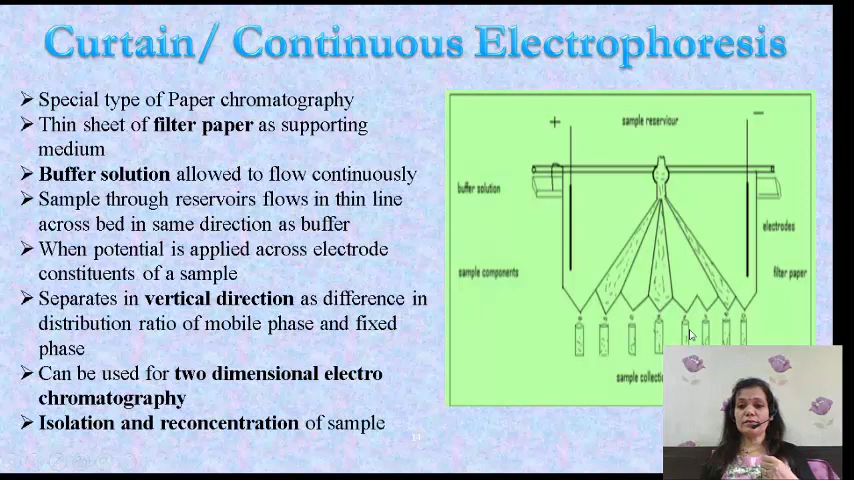 Curtain/ Continuous Electrophoresis
➢ Special type of Paper chromatography
➢ Thin sheet of filter paper as supporting
medium
➢ Buffer solution allowed to flow continuously
➢ Sample through reservoirs flows in thin line
across bed in same direction as buffer
➢ When potential is applied across electrode
constituents of a sample
➢ Separates in vertical direction as difference in
distribution ratio of mobile phase and fixed
phase
➢ Can be used for two dimensional electro
chromatography
➢ Isolation and reconcentration of sample
+
sample reserviour
−
buffer solution
electrodes
sample components
filter paper
sample collec
14